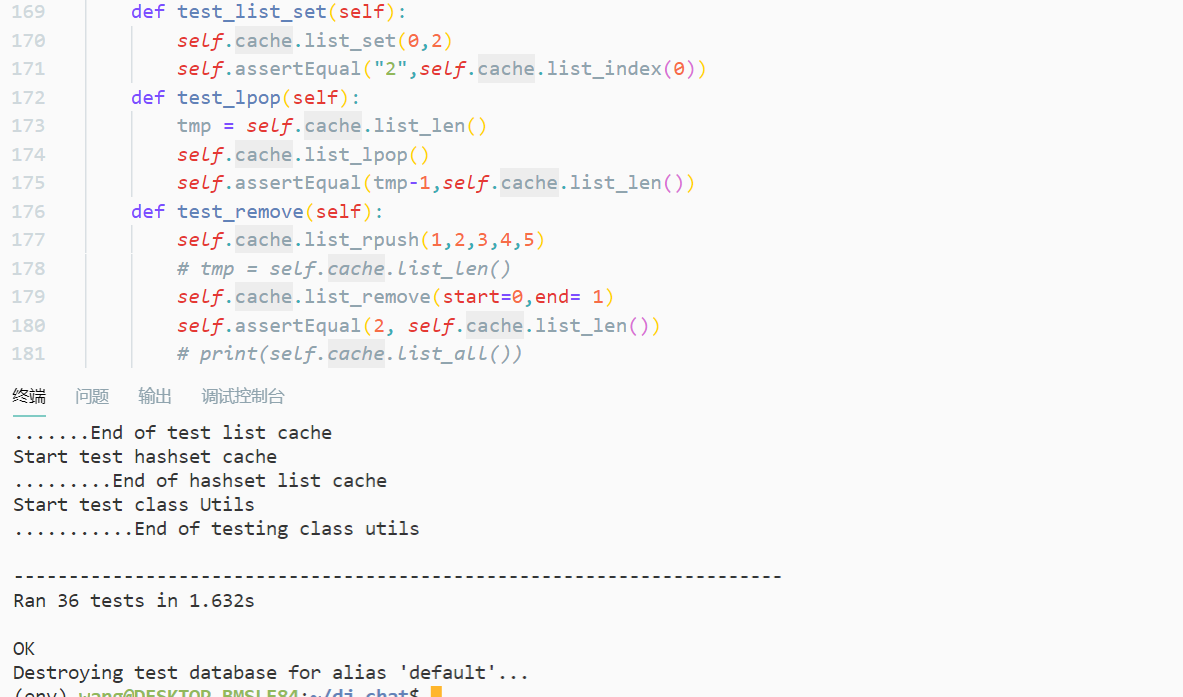 169 def test_list_set(self):
170 self.cache.list_set(0,2)
171 self.assertEqual("2",self.cache.list_index(0))
172 def test_lpop(self):
173 tmp = self.cache.list_len()
174 self.cache.list_lpop()
175 self.assertEqual(tmp-1,self.cache.list_len())
176 def test_remove(self):
177 self.cache.list_rpush(1,2,3,4,5)
178 # tmp = self.cache.list_len()
179 self.cache.list_remove(start=0,end= 1)
180 self.assertEqual(2, self.cache.list_len())
181 # print(self.cache.list_all())
终端 问题 输出 调试控制台
.......End of test list cache
Start test hashset cache
.........End of hashset list cache
Start test class Utils
...........End of testing class utils
----------------------------------------------------------------------
Ran 36 tests in 1.632s
OK
Destroying test database for alias 'default'...
(env) wang@DESKTOP-BMSLE84:~/dj_chat$